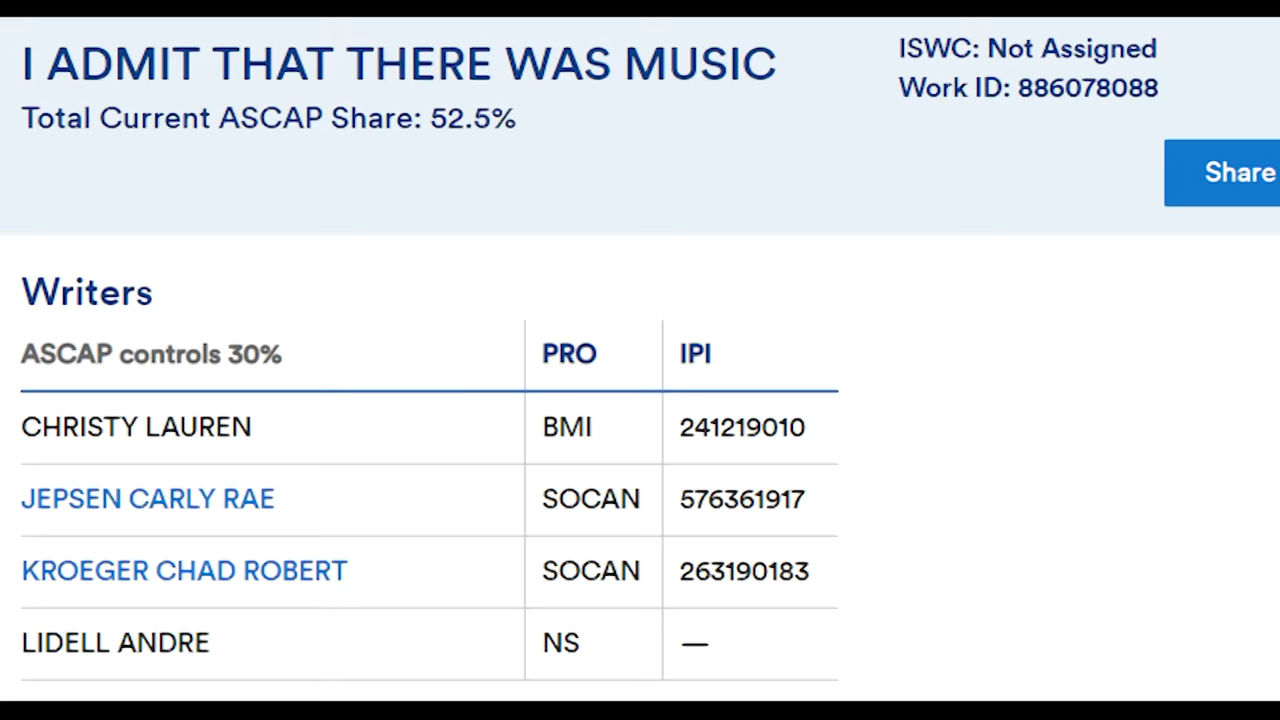 I ADMIT THAT THERE WAS MUSIC
Total Current ASCAP Share: 52.5%
ISWC: Not Assigned
Work ID: 886078088
Share
Writers
ASCAP controls 30% PRO IPI
CHRISTY LAUREN BMI 241219010
JEPSEN CARLY RAE SOCAN 576361917
KROEGER CHAD ROBERT SOCAN 263190183
LIDELL ANDRE NS —